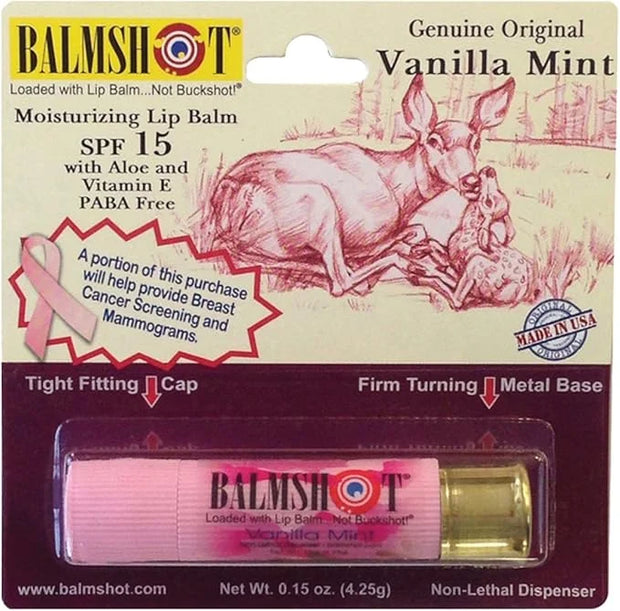 BALMSHOT®
Loaded with Lip Balm...Not Buckshot!®
Genuine Original
Vanilla Mint
Moisturizing Lip Balm
SPF 15
with Aloe and
Vitamin E
PABA Free
A portion of this purchase
will help provide Breast
Cancer Screening and
Mammograms.
ORIGINAL
MADE IN USA
ORIGINAL
Tight Fitting Cap
Firm Turning Metal Base
BALMSHOT®
Loaded with Lip Balm...Not Buckshot!®
Vanilla Mint
www.balmshot.com
Net Wt. 0.15 oz. (4.25g)
Non-Lethal Dispenser